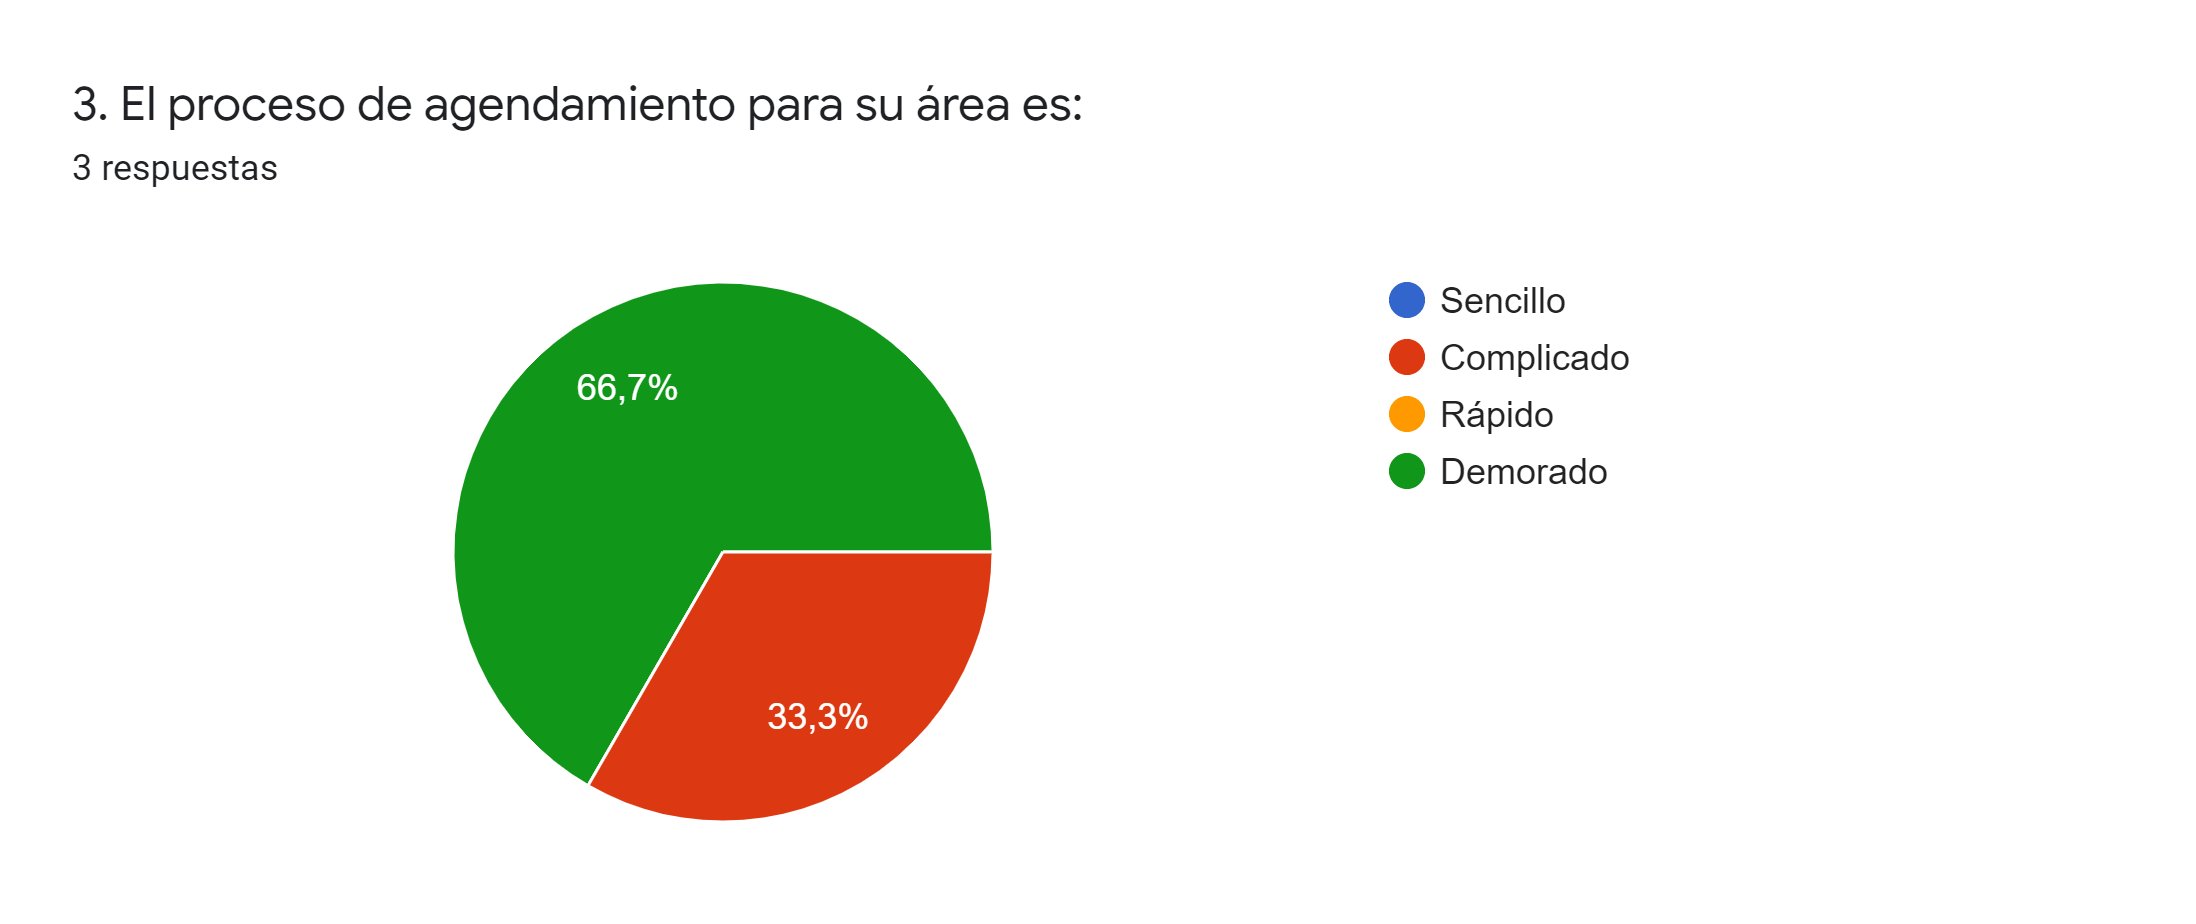 3. El proceso de agendamiento para su área es:
3 respuestas
Sencillo
Complicado
Rápido
Demorado
66,7%
33,3%